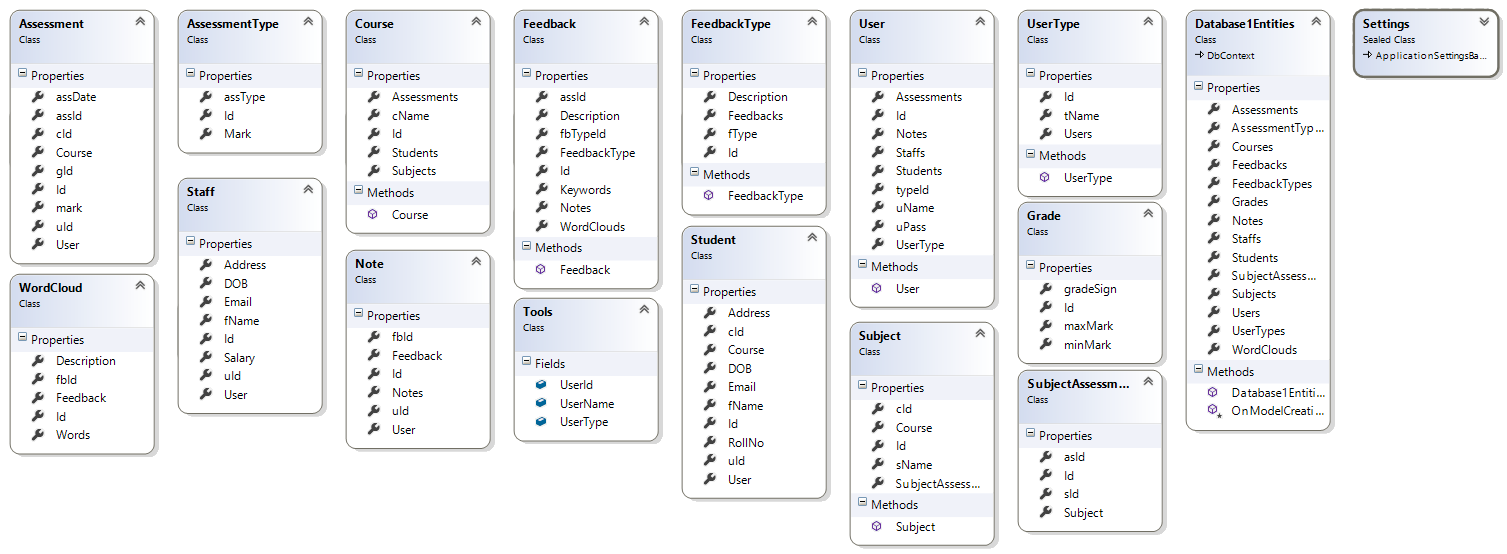 Assessment
Class
Properties
assDate
assId
cId
Course
gId
Id
mark
uId
User
WordCloud
Class
Properties
Description
fbId
Feedback
Id
Words
AssessmentType
Class
Properties
assType
Id
Mark
Staff
Class
Properties
Address
DOB
Email
fName
Id
Salary
uId
User
Course
Class
Properties
Assessments
cName
Id
Students
Subjects
Methods
Course
Note
Class
Properties
fbId
Feedback
Id
Notes
uId
User
Feedback
Class
Properties
assId
Description
fbTypeId
FeedbackType
Id
Keywords
Notes
WordClouds
Methods
Feedback
Tools
Class
Fields
UserId
UserName
UserType
FeedbackType
Class
Properties
Description
Feedbacks
fType
Id
Methods
FeedbackType
Student
Class
Properties
Address
cId
Course
DOB
Email
fName
Id
RollNo
uId
User
User
Class
Properties
Assessments
Id
Notes
Staffs
Students
typeId
uName
uPass
UserType
Methods
User
Subject
Class
Properties
cId
Course
Id
sName
SubjectAssess...
Methods
Subject
UserType
Class
Properties
Id
tName
Users
Methods
UserType
Grade
Class
Properties
gradeSign
Id
maxMark
minMark
SubjectAssessm...
Class
Properties
asId
Id
sId
Subject
Database1Entities
Class
DbContext
Properties
Assessments
AssessmentTyp...
Courses
Feedbacks
FeedbackTypes
Grades
Notes
Staffs
Students
SubjectAssess...
Subjects
Users
UserTypes
WordClouds
Methods
Database1Entiti...
OnModelCreati...
Settings
Sealed Class
ApplicationSettingsBa...